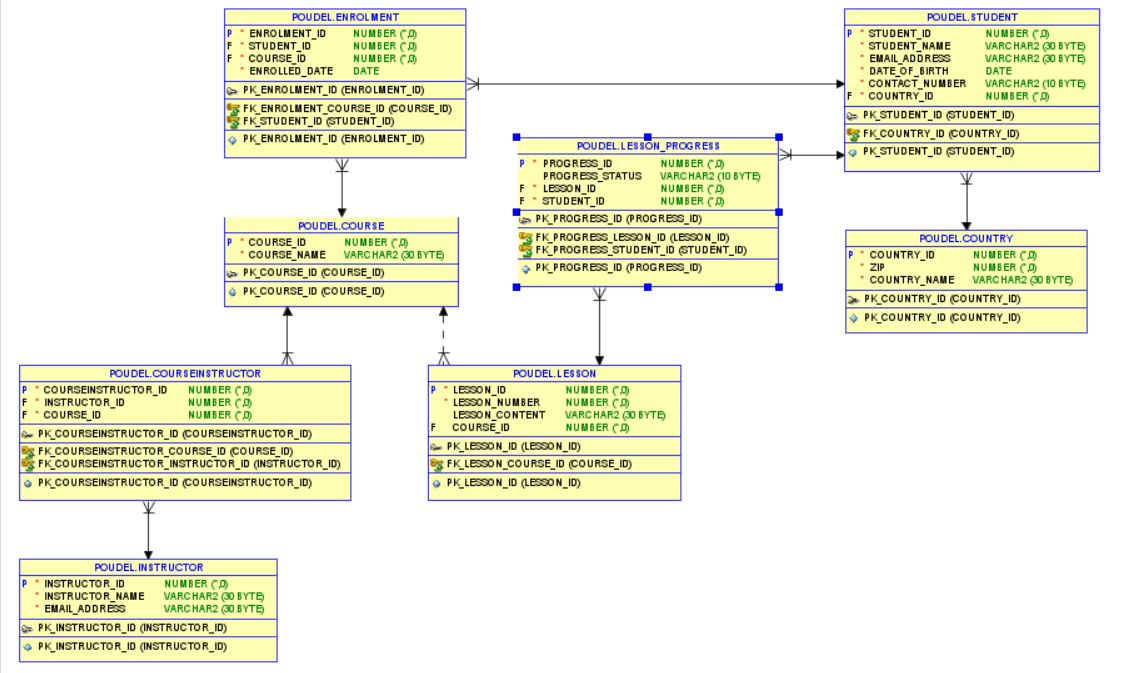 POUDEL.ENROLMENT
P * ENROLMENT_ID NUMBER (*,0)
F * STUDENT_ID NUMBER (*,0)
F * COURSE_ID NUMBER (*,0)
* ENROLLED_DATE DATE
PK_ENROLMENT_ID (ENROLMENT_ID)
FK_ENROLMENT_COURSE_ID (COURSE_ID)
FK_STUDENT_ID (STUDENT_ID)
PK_ENROLMENT_ID (ENROLMENT_ID)
POUDEL.STUDENT
P * STUDENT_ID NUMBER (*,0)
* STUDENT_NAME VARCHAR2 (30 BYTE)
* EMAIL_ADDRESS VARCHAR2 (30 BYTE)
* DATE_OF_BIRTH DATE
* CONTACT_NUMBER VARCHAR2 (10 BYTE)
F * COUNTRY_ID NUMBER (*,0)
PK_STUDENT_ID (STUDENT_ID)
FK_COUNTRY_ID (COUNTRY_ID)
PK_STUDENT_ID (STUDENT_ID)
POUDEL.LESSON_PROGRESS
P * PROGRESS_ID NUMBER (*,0)
PROGRESS_STATUS VARCHAR2 (10 BYTE)
F * LESSON_ID NUMBER (*,0)
F * STUDENT_ID NUMBER (*,0)
PK_PROGRESS_ID (PROGRESS_ID)
FK_PROGRESS_LESSON_ID (LESSON_ID)
FK_PROGRESS_STUDENT_ID (STUDENT_ID)
PK_PROGRESS_ID (PROGRESS_ID)
POUDEL.COURSE
P * COURSE_ID NUMBER (*,0)
* COURSE_NAME VARCHAR2 (30 BYTE)
PK_COURSE_ID (COURSE_ID)
PK_COURSE_ID (COURSE_ID)
POUDEL.COUNTRY
P * COUNTRY_ID NUMBER (*,0)
* ZIP NUMBER (*,0)
* COUNTRY_NAME VARCHAR2 (30 BYTE)
PK_COUNTRY_ID (COUNTRY_ID)
PK_COUNTRY_ID (COUNTRY_ID)
POUDEL.COURSEINSTRUCTOR
P * COURSEINSTRUCTOR_ID NUMBER (*,0)
F * INSTRUCTOR_ID NUMBER (*,0)
F * COURSE_ID NUMBER (*,0)
PK_COURSEINSTRUCTOR_ID (COURSEINSTRUCTOR_ID)
FK_COURSEINSTRUCTOR_COURSE_ID (COURSE_ID)
FK_COURSEINSTRUCTOR_INSTRUCTOR_ID (INSTRUCTOR_ID)
PK_COURSEINSTRUCTOR_ID (COURSEINSTRUCTOR_ID)
POUDEL.LESSON
P * LESSON_ID NUMBER (*,0)
* LESSON_NUMBER NUMBER (*,0)
LESSON_CONTENT VARCHAR2 (30 BYTE)
F COURSE_ID NUMBER (*,0)
PK_LESSON_ID (LESSON_ID)
FK_LESSON_COURSE_ID (COURSE_ID)
PK_LESSON_ID (LESSON_ID)
POUDEL.INSTRUCTOR
P * INSTRUCTOR_ID NUMBER (*,0)
* INSTRUCTOR_NAME VARCHAR2 (30 BYTE)
* EMAIL_ADDRESS VARCHAR2 (30 BYTE)
PK_INSTRUCTOR_ID (INSTRUCTOR_ID)
PK_INSTRUCTOR_ID (INSTRUCTOR_ID)